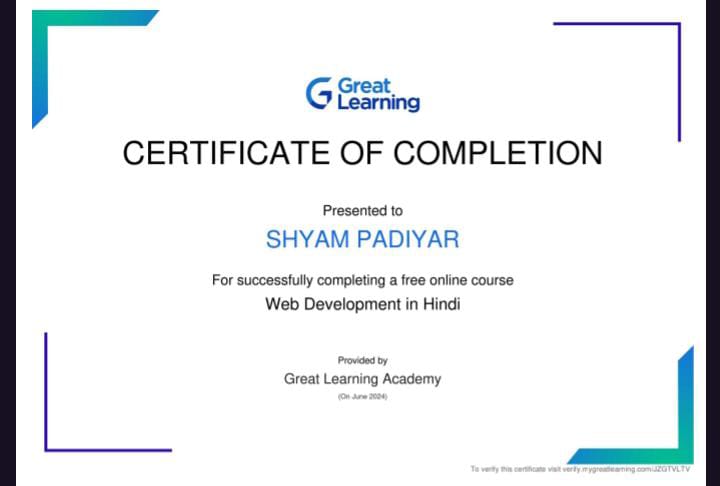 Great
Learning
CERTIFICATE OF COMPLETION
Presented to
SHYAM PADIYAR
For successfully completing a free online course
Web Development in Hindi
Provided by
Great Learning Academy
(On June 2024)
To verify this certificate visit verify.mygreatlearning.com/JZGTVLTV